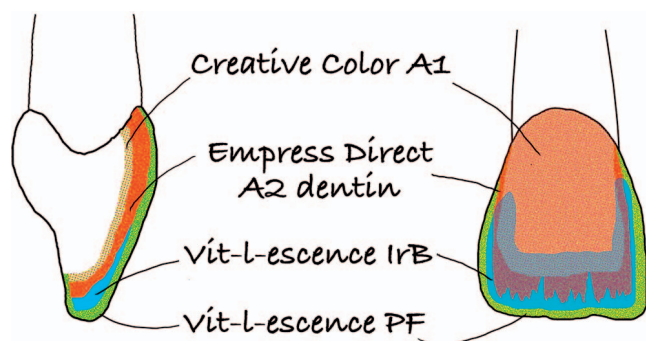 Creative Color A1
Empress Direct
A2 dentin
Vit-l-escence IrB
Vit-l-escence PF